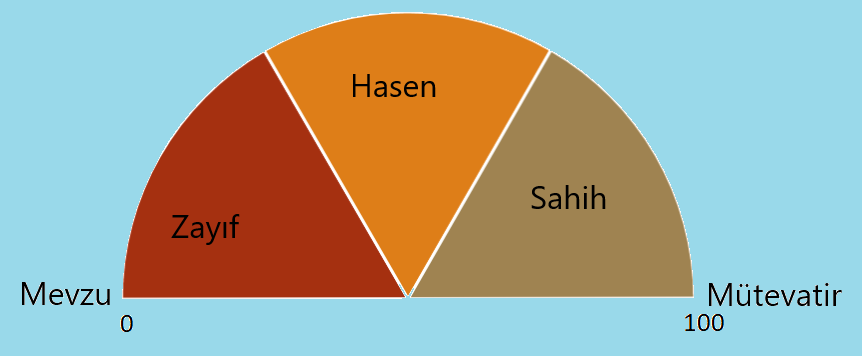 Hasen
Sahih
Zayıf
Mevzu
Mütevatir
0
100